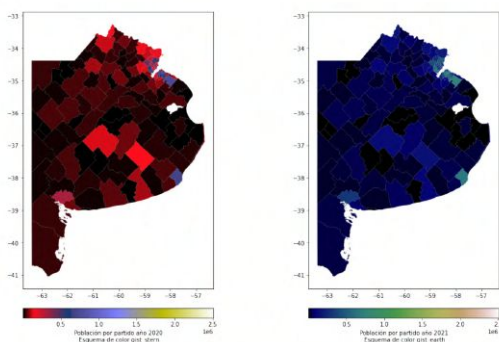 −33
−34
−35
−36
−37
−38
−39
−40
−41
−63 −62 −61 −60 −59 −58 −57
0.5 1.0 1.5 2.0 2.5
1e6
Población por partido año 2020
Esquema de color gist_stern
−33
−34
−35
−36
−37
−38
−39
−40
−41
−63 −62 −61 −60 −59 −58 −57
0.5 1.0 1.5 2.0 2.5
1e6
Población por partido año 2021
Esquema de color gist_earth